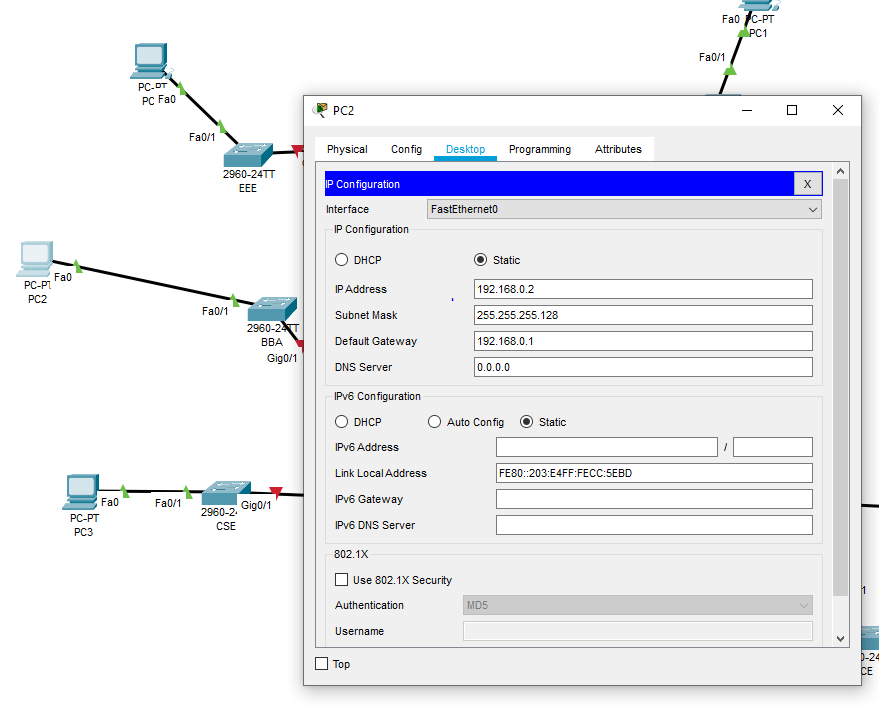 Fa0
PC-PT
PC1
Fa0/1
PC-PT
PC
Fa0
Fa0/1
2960-24TT
EEE
PC-PT
PC2
Fa0
Fa0/1
2960-24TT
BBA
Gig0/1
PC-PT
PC3
Fa0
Fa0/1
2960-24
CSE
Gig0/1
PC2
Physical Config Desktop Programming Attributes
IP Configuration X
Interface FastEthernet0
IP Configuration
DHCP Static
IP Address 192.168.0.2
Subnet Mask 255.255.255.128
Default Gateway 192.168.0.1
DNS Server 0.0.0.0
IPv6 Configuration
DHCP Auto Config Static
IPv6 Address /
Link Local Address FE80::203:E4FF:FECC:5EBD
IPv6 Gateway
IPv6 DNS Server
802.1X
Use 802.1X Security
Authentication MD5
Username
Top